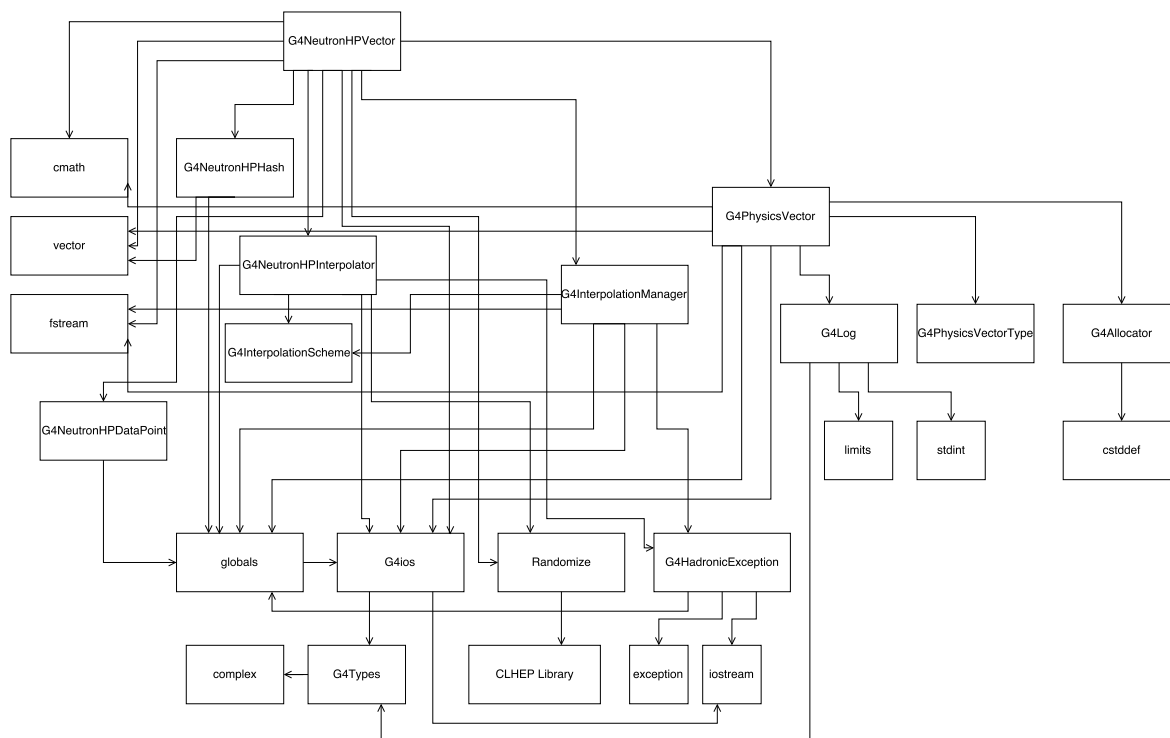 G4NeutronHPVector
cmath
G4NeutronHPHash
G4PhysicsVector
vector
G4NeutronHPInterpolator
G4InterpolationManager
fstream
G4InterpolationScheme
G4Log
G4PhysicsVectorType
G4Allocator
G4NeutronHPDataPoint
limits
stdint
cstddef
globals
G4ios
Randomize
G4HadronicException
complex
G4Types
CLHEP Library
exception
iostream